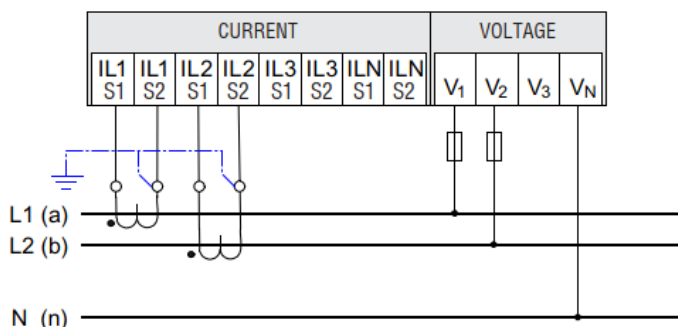 CURRENT VOLTAGE
IL1 IL1 IL2 IL2 IL3 IL3 ILN ILN V1 V2 V3 VN
S1 S2 S1 S2 S1 S2 S1 S2
L1 (a)
L2 (b)
N (n)